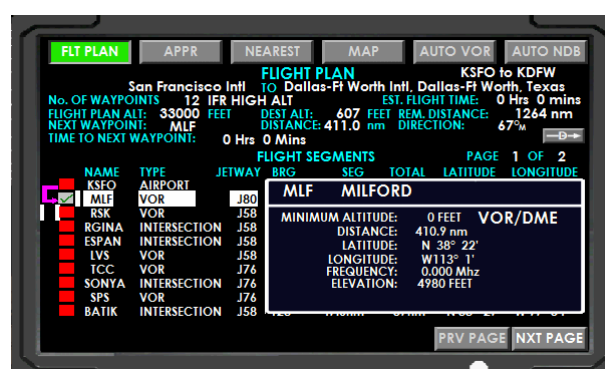 FLT PLAN APPR NEAREST MAP AUTO VOR AUTO NDB
FLIGHT PLAN KSFO to KDFW
San Francisco Intl TO Dallas-Ft Worth Intl, Dallas-Ft Worth, Texas
No. OF WAYPOINTS 12 IFR HIGH ALT EST. FLIGHT TIME: 0 Hrs 0 mins
FLIGHT PLAN ALT: 33000 FEET DEST ALT: 607 FEET REM. DISTANCE: 1264 nm
NEXT WAYPOINT: MLF DISTANCE: 411.0 nm DIRECTION: 67°M
TIME TO NEXT WAYPOINT: 0 Hrs 0 Mins D
FLIGHT SEGMENTS PAGE 1 OF 2
NAME TYPE JETWAY BRG SEG TOTAL LATITUDE LONGITUDE
KSFO AIRPORT
MLF VOR J80
RSK VOR J58
RGINA INTERSECTION J58
ESPAN INTERSECTION J58
LVS VOR J58
TCC VOR J76
SONYA INTERSECTION J76
SPS VOR J76
BATIK INTERSECTION J58
MLF MILFORD
MINIMUM ALTITUDE: 0 FEET VOR/DME
DISTANCE: 410.9 nm
LATITUDE: N 38° 22'
LONGITUDE: W113° 1'
FREQUENCY: 0.000 Mhz
ELEVATION: 4980 FEET
PRV PAGE NXT PAGE